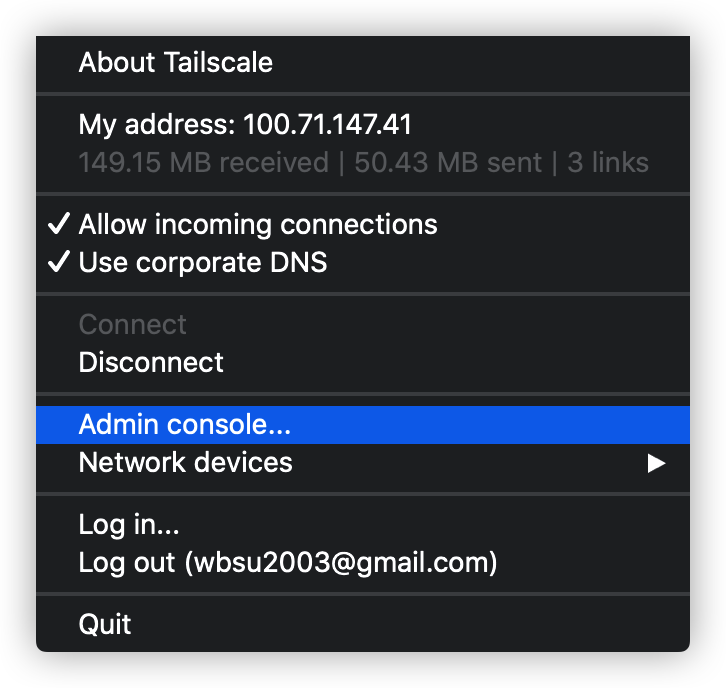 About Tailscale
My address: 100.71.147.41
149.15 MB received | 50.43 MB sent | 3 links
Allow incoming connections
Use corporate DNS
Connect
Disconnect
Admin console...
Network devices
Log in...
Log out (wbsu2003@gmail.com)
Quit